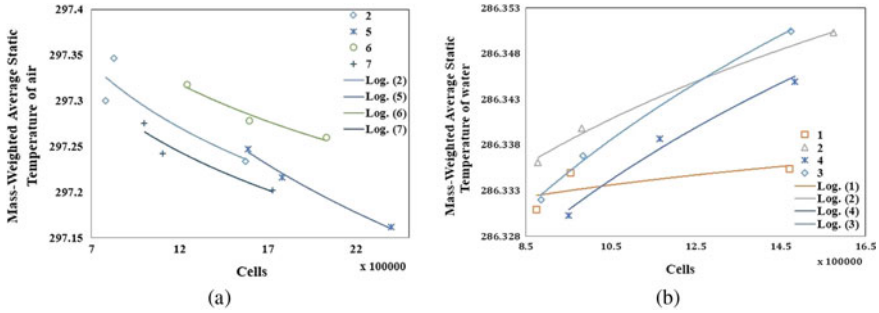 297.4
297.35
297.3
297.25
297.2
297.15
Mass-Weighted Average Static
Temperature of air
2
5
6
7
Log. (2)
Log. (5)
Log. (6)
Log. (7)
7
12
17
22
x 100000
Cells
(a)
286.353
286.348
286.343
286.338
286.333
286.328
Mass-Weighted Average Static
Temperature of water
1
2
4
3
Log. (1)
Log. (2)
Log. (4)
Log. (3)
8.5
10.5
12.5
14.5
16.5
x 100000
Cells
(b)